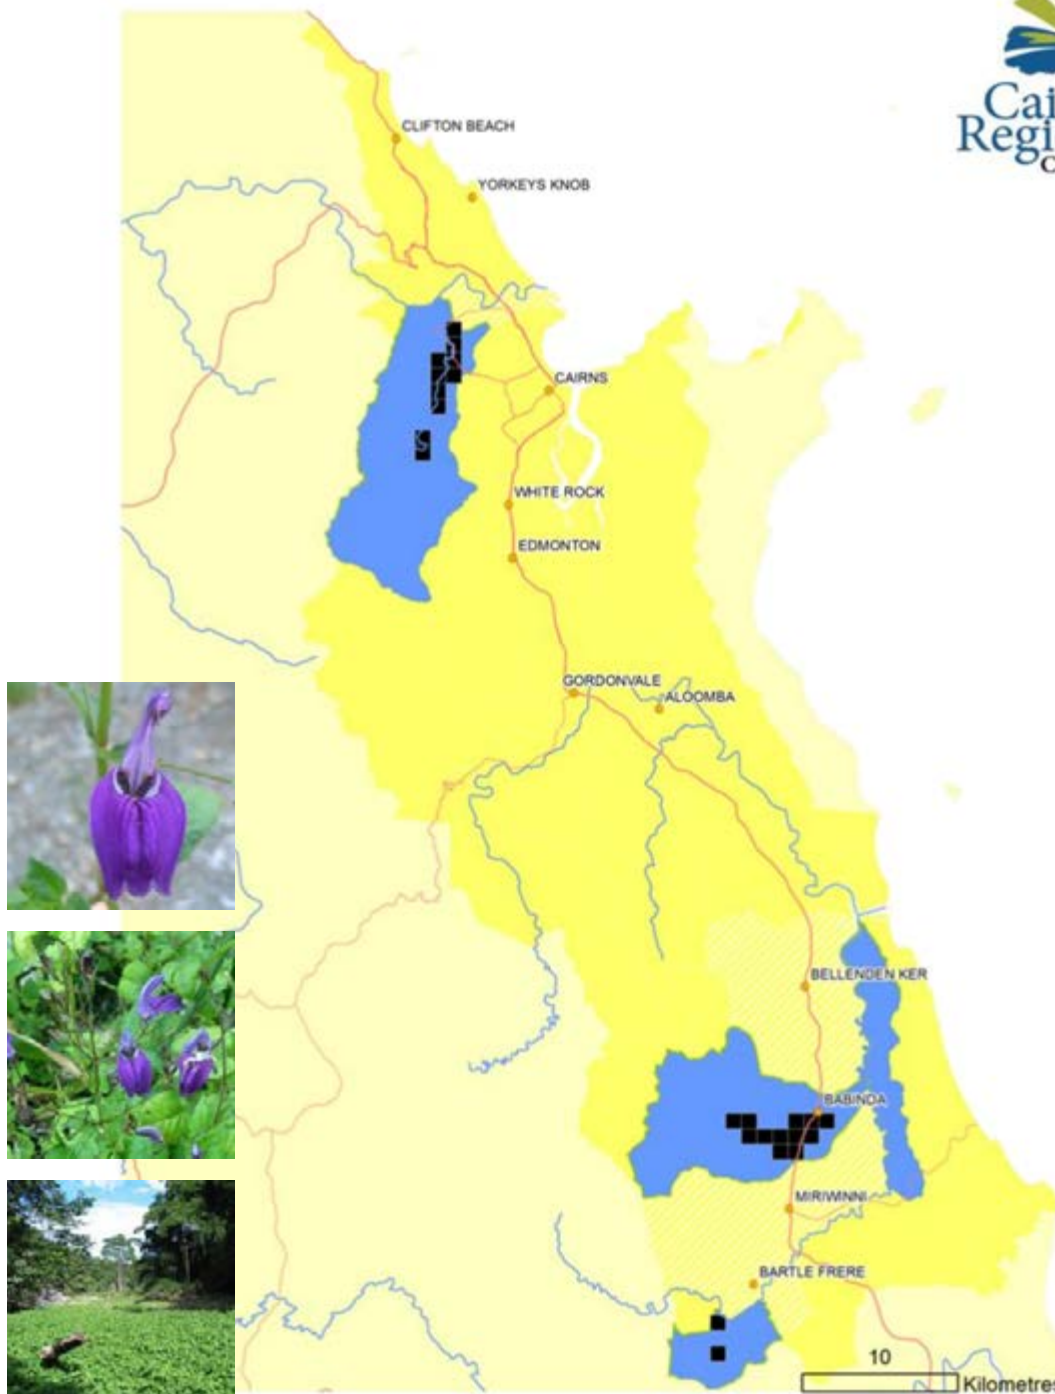 Cai
Regi
C
CLIFTON BEACH
YORKEYS KNOB
CAIRNS
WHITE ROCK
EDMONTON
GORDONVALE
ALOOMBA
BELLENDEN KER
BABINDA
MIRIWINNI
BARTLE FRERE
10
Kilometres